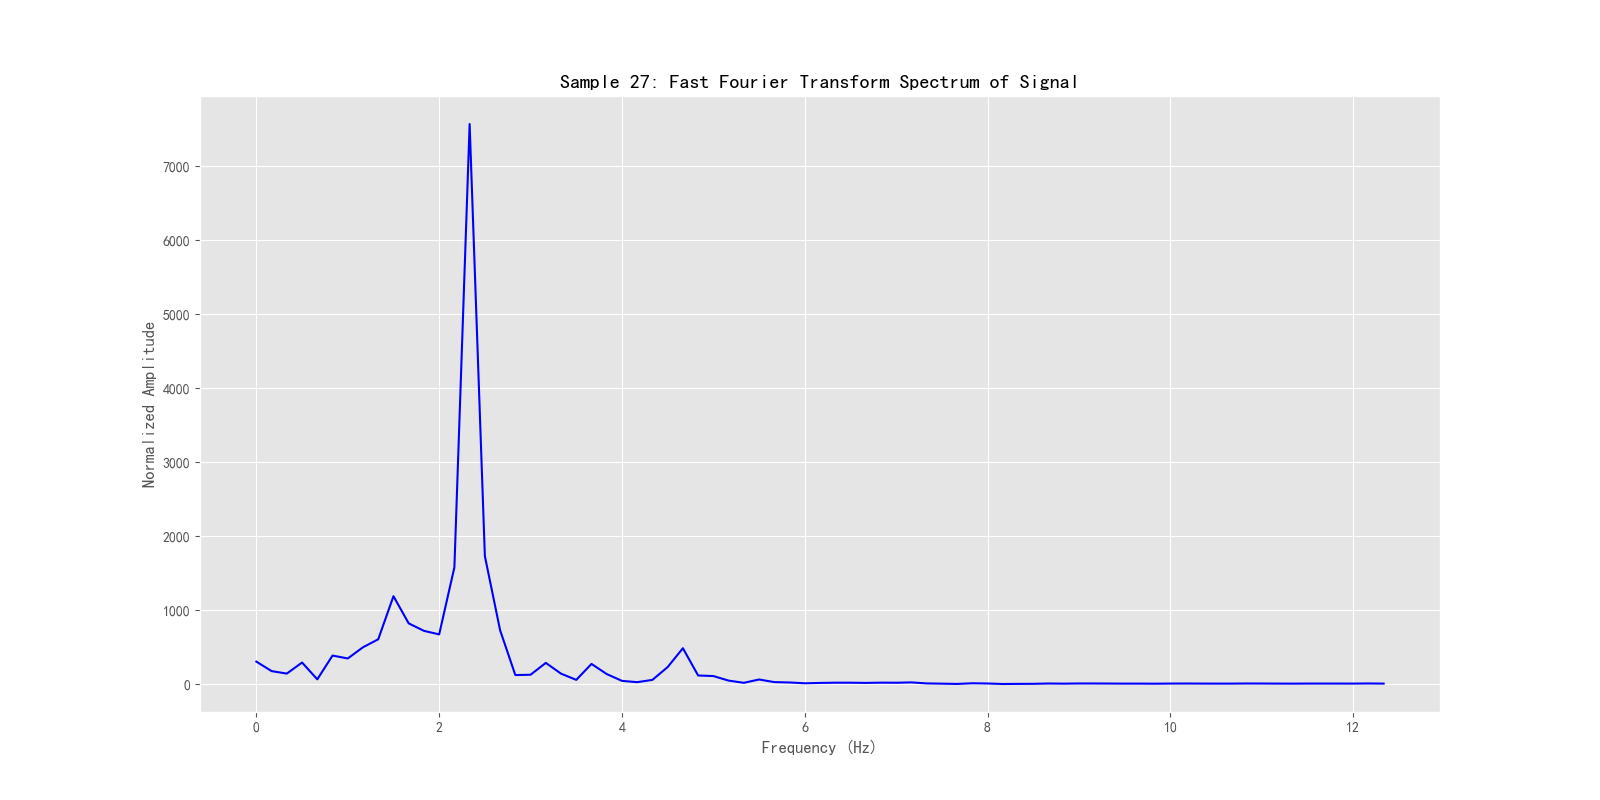 Sample 27: Fast Fourier Transform Spectrum of Signal
7000
6000
5000
4000
3000
2000
1000
0
Normalized Amplitude
0 2 4 6 8 10 12
Frequency (Hz)